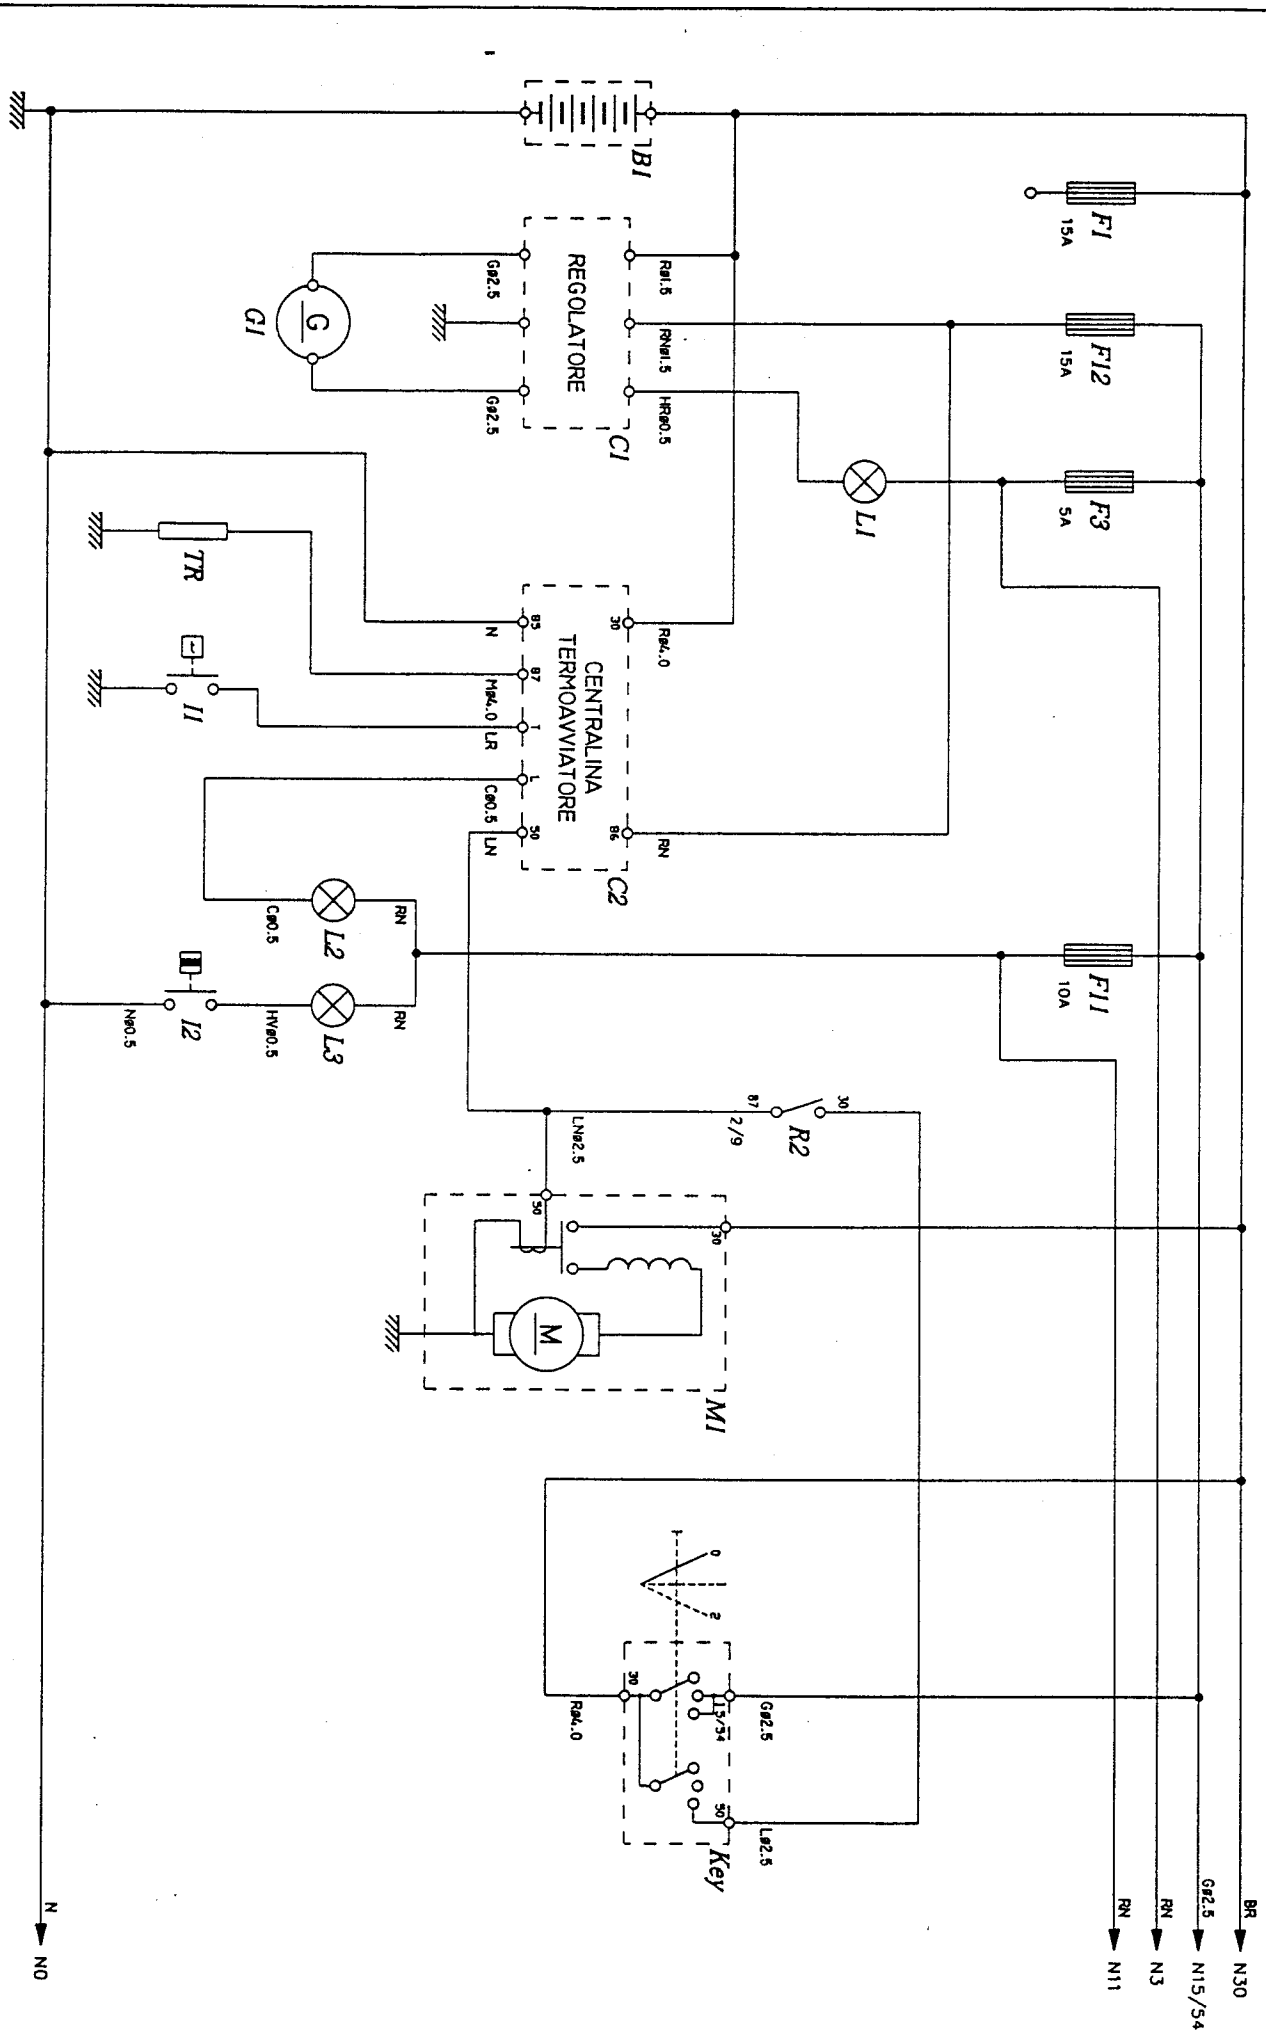 BR
N30
Gø2.5
N15/54
RN
N3
RN
N11
F1
15A
F12
15A
F3
5A
F11
10A
L1
30
R2
87
2/9
B1
Rø1.5
RNø1.5
HRø0.5
REGOLATORE
C1
Gø2.5
Gø2.5
G
G1
Rø4.0
RN
30
86
CENTRALINA
TERMOAVVIATORE
C2
85
87
T
L
50
N
Mø4.0
LR
Cø0.5
LN
TR
I1
RN
RN
L2
L3
Cø0.5
HVø0.5
I2
Nø0.5
LNø2.5
50
30
M
M1
0
1
2
Gø2.5
Lø2.5
15/54
50
30
Key
Rø4.0
N
N0